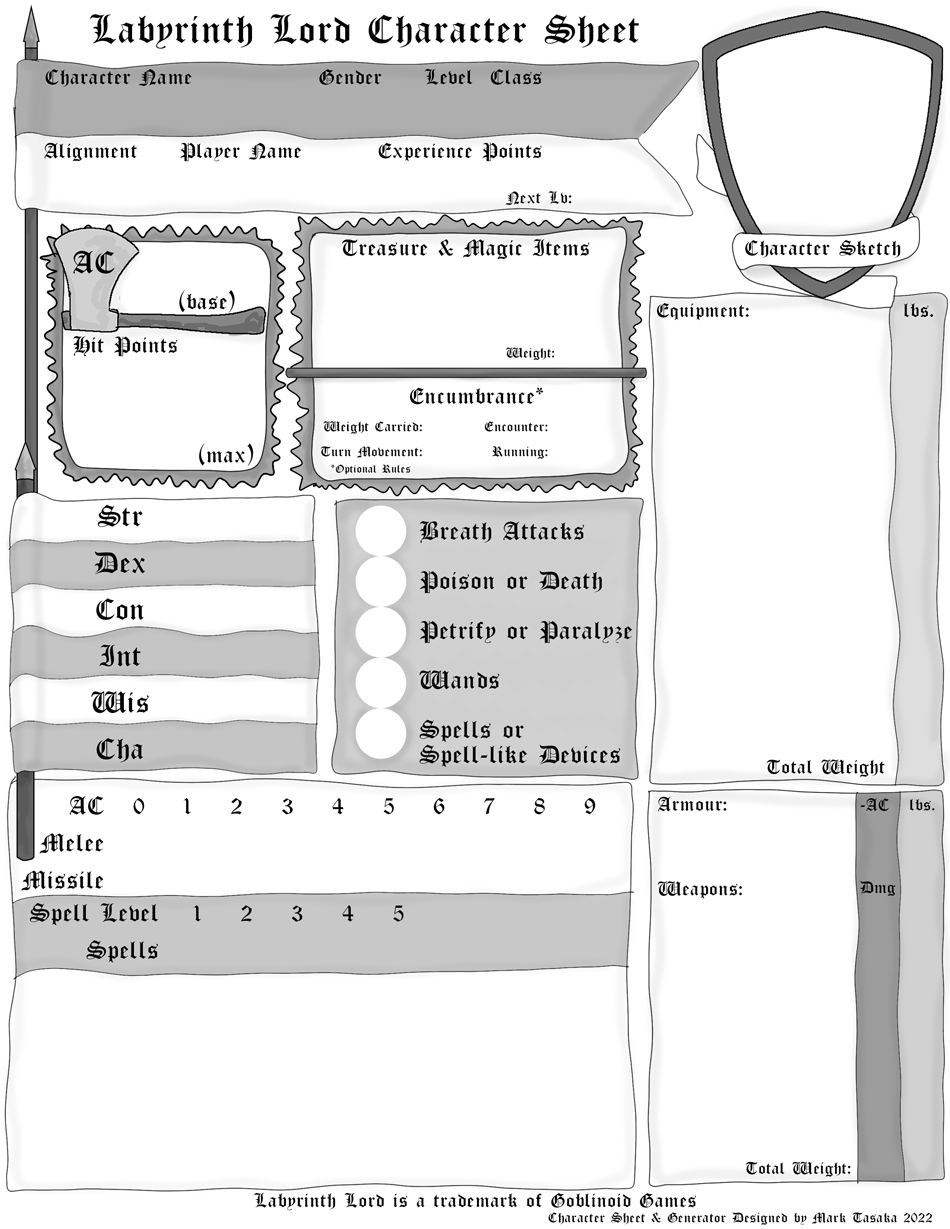 Labyrinth Lord Character Sheet
Character Name Gender Level Class
Alignment Player Name Experience Points
Next Lv:
Character Sketch
AC
(base)
Hit Points
(max)
Treasure & Magic Items
Weight:
Encumbrance*
Weight Carried: Encounter:
Turn Movement: Running:
*Optional Rules
Equipment: lbs.
Total Weight
Str
Dex
Con
Int
Wis
Cha
Breath Attacks
Poison or Death
Petrify or Paralyze
Wands
Spells or
Spell-like Devices
AC 0 1 2 3 4 5 6 7 8 9
Melee
Missile
Spell Level 1 2 3 4 5
Spells
Armour: -AC lbs.
Weapons: Dmg
Total Weight:
Labyrinth Lord is a trademark of Goblinoid Games
Character Sheet & Generator Designed by Mark Tasaka 2022